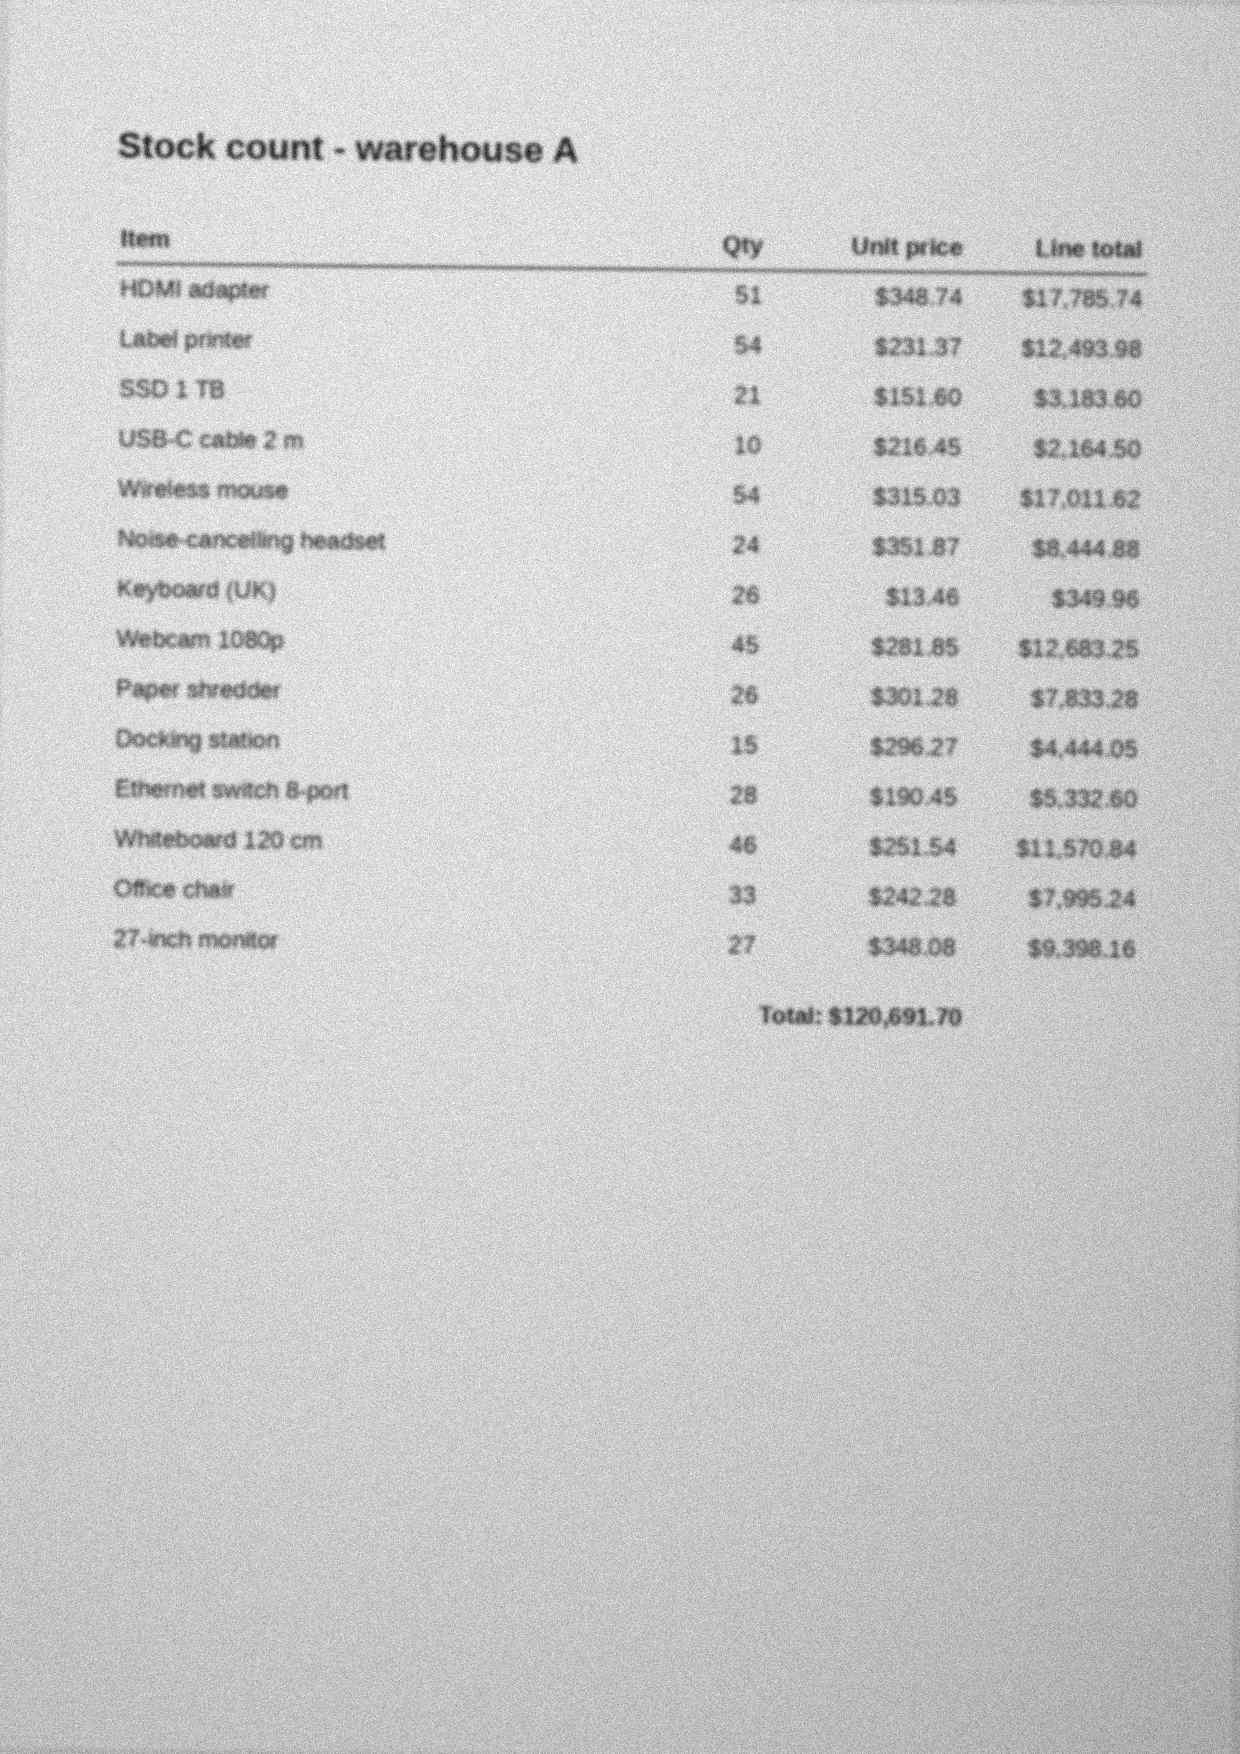 Stock count - warehouse A
Item Qty Unit price Line total
HDMI adapter 51 $348.74 $17,785.74
Label printer 54 $231.37 $12,493.98
SSD 1 TB 21 $151.60 $3,183.60
USB-C cable 2 m 10 $216.45 $2,164.50
Wireless mouse 54 $315.03 $17,011.62
Noise-cancelling headset 24 $351.87 $8,444.88
Keyboard (UK) 26 $13.46 $349.96
Webcam 1080p 45 $281.85 $12,683.25
Paper shredder 26 $301.28 $7,833.28
Docking station 15 $296.27 $4,444.05
Ethernet switch 8-port 28 $190.45 $5,332.60
Whiteboard 120 cm 46 $251.54 $11,570.84
Office chair 33 $242.28 $7,995.24
27-inch monitor 27 $348.08 $9,398.16
Total: $120,691.70